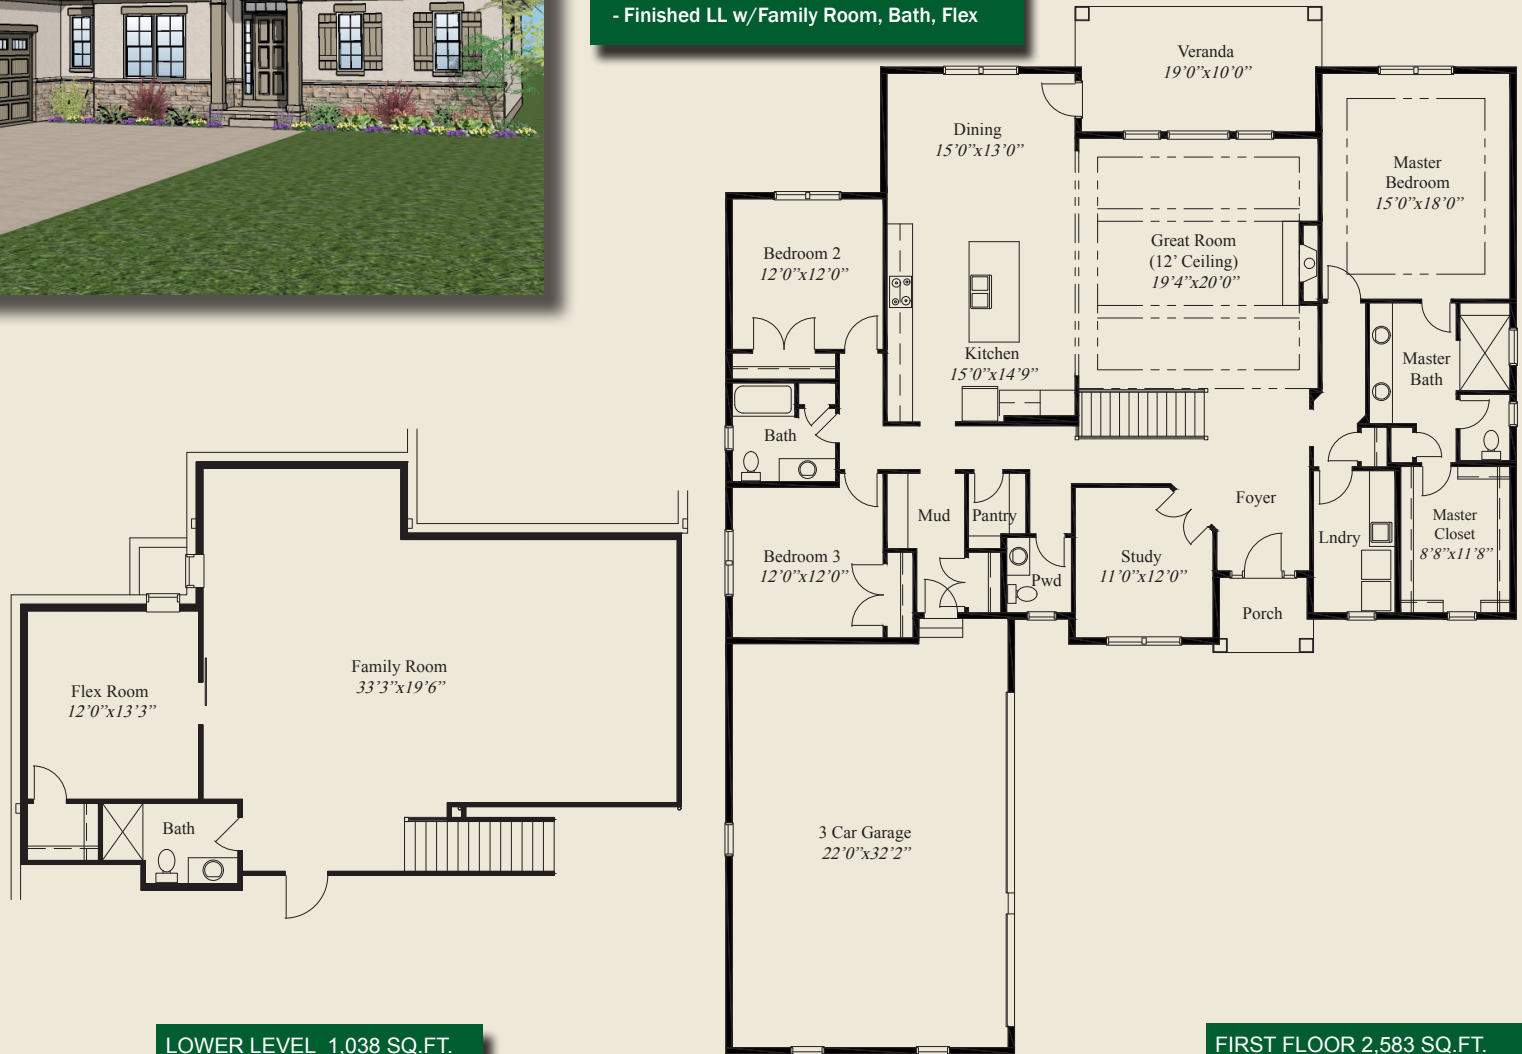 - Finished LL w/Family Room, Bath, Flex
Veranda
19’0”x10’0”
Dining
15’0”x13’0”
Master
Bedroom
15’0”x18’0”
Bedroom 2
12’0”x12’0”
Great Room
(12’ Ceiling)
19’4”x20’0”
Kitchen
15’0”x14’9”
Master
Bath
Bath
Foyer
Mud
Pantry
Master
Closet
8’8”x11’8”
Lndry
Bedroom 3
12’0”x12’0”
Study
11’0”x12’0”
Pwd
Porch
Family Room
33’3”x19’6”
Flex Room
12’0”x13’3”
Bath
3 Car Garage
22’0”x32’2”
LOWER LEVEL 1,038 SQ.FT.
FIRST FLOOR 2,583 SQ.FT.